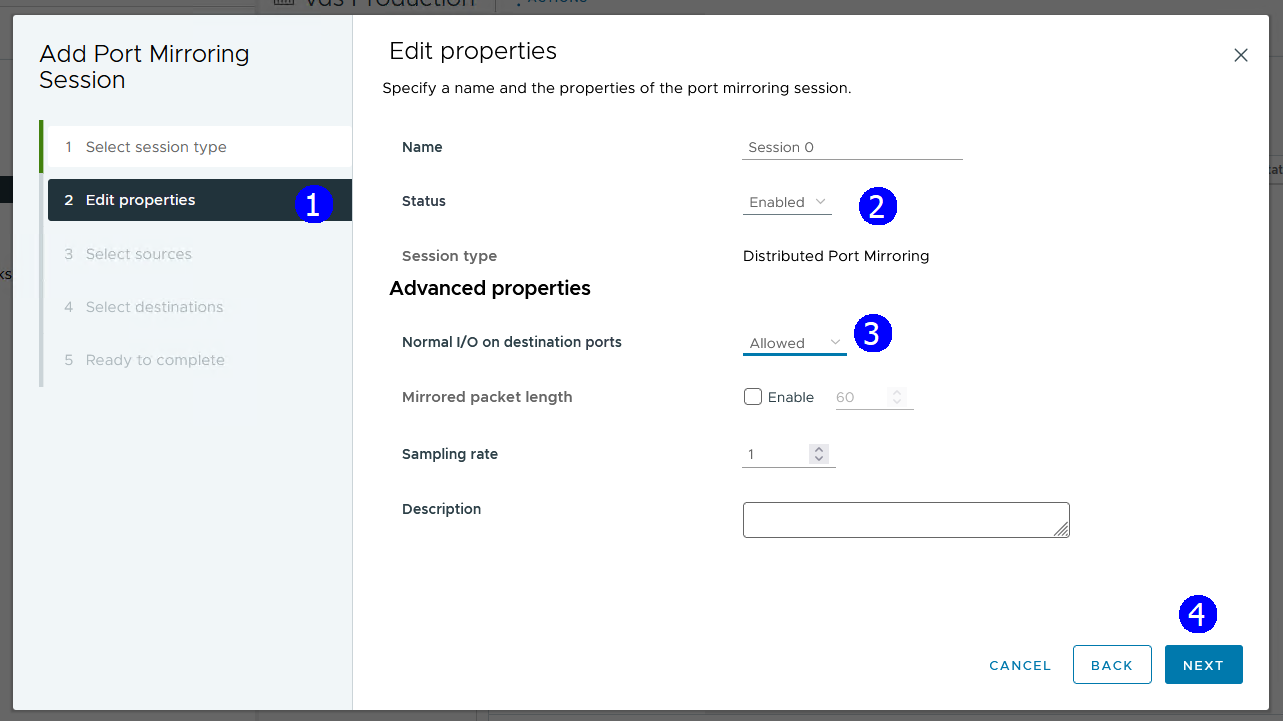 vds Production
ACTIONS
Add Port Mirroring
Session
1 Select session type
2 Edit properties 1
3 Select sources
4 Select destinations
5 Ready to complete
Edit properties
Specify a name and the properties of the port mirroring session.
Name Session 0
Status Enabled 2
Session type Distributed Port Mirroring
Advanced properties
Normal I/O on destination ports Allowed 3
Mirrored packet length Enable 60
Sampling rate 1
Description
4
CANCEL BACK NEXT